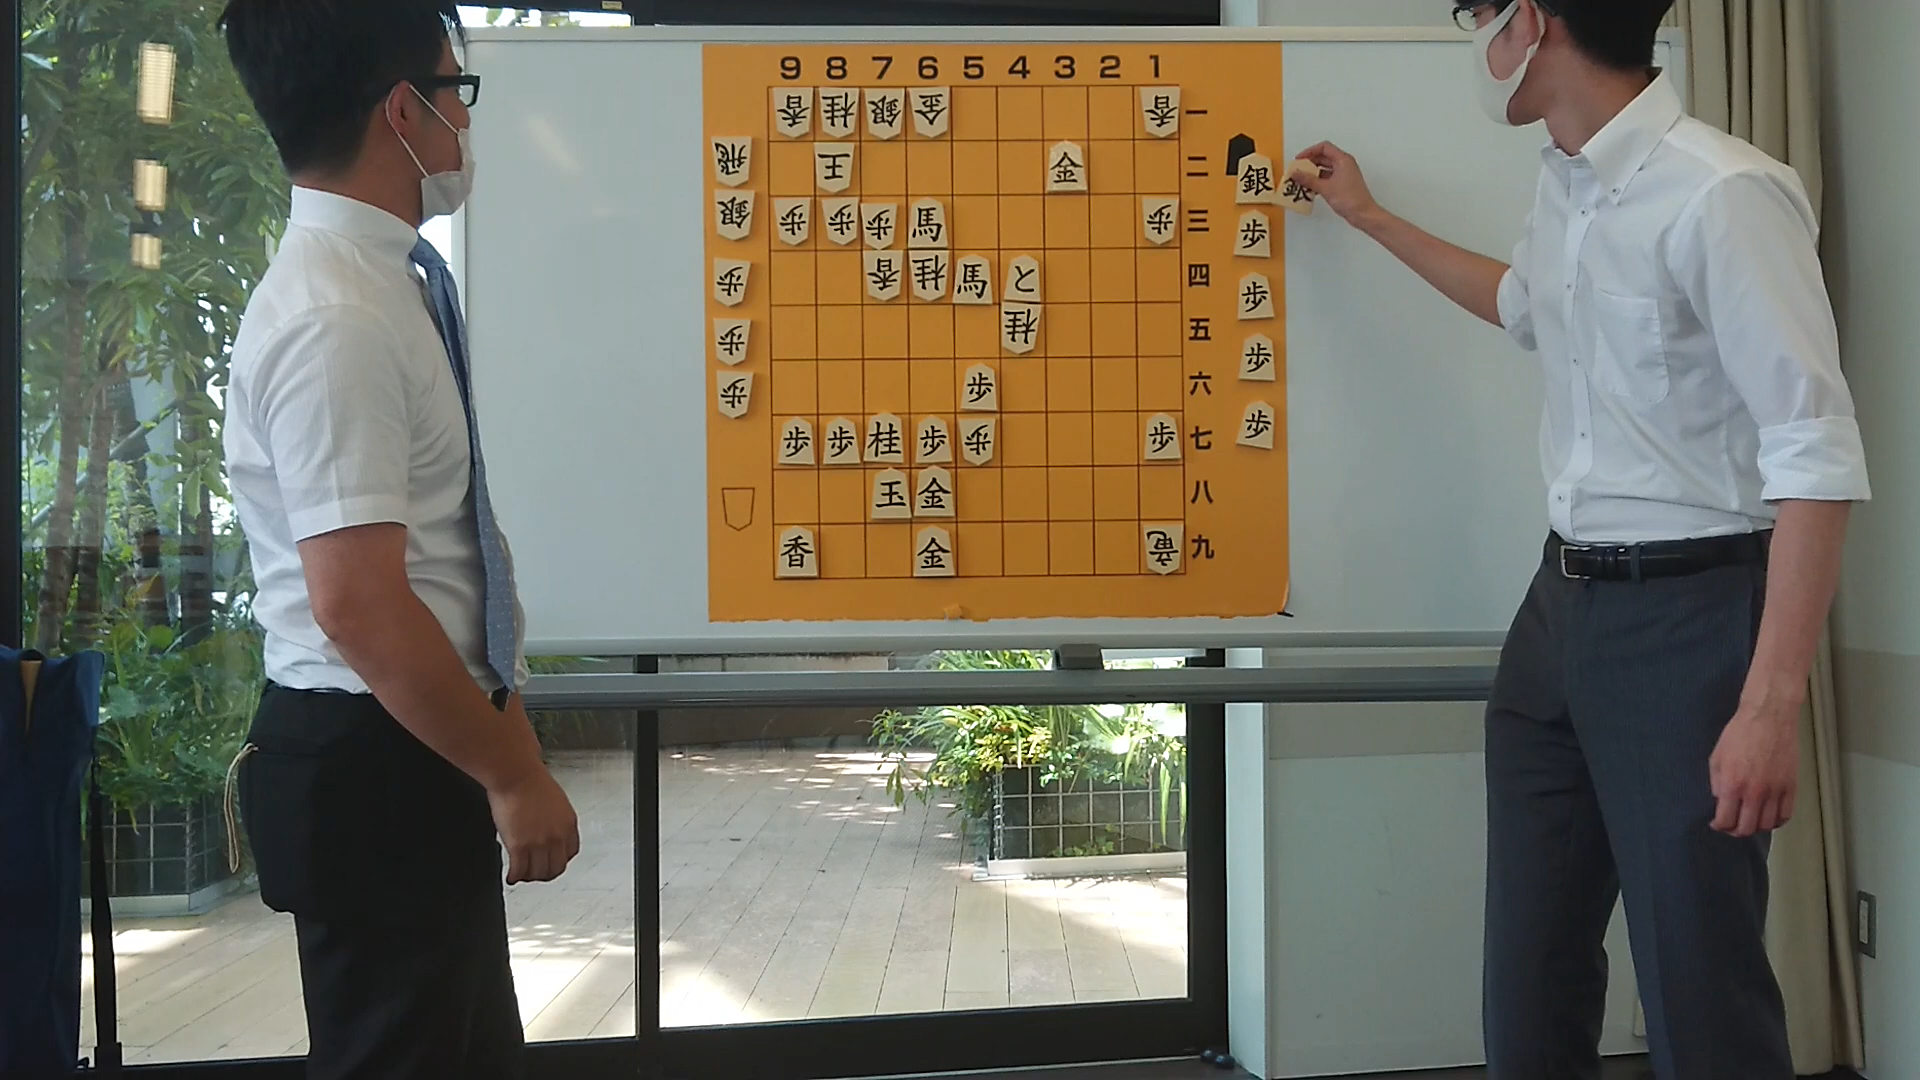 9 8 7 6 5 4 3 2 1
香 桂 銀 金 香 一
飛 王 金 二
銀 銀
銀 歩 歩 歩 馬 歩 三 歩
歩 香 桂 馬 と 四 歩
歩 桂 五 歩
歩 歩 六
歩 歩 桂 歩 歩 歩 七 歩
玉 金 八
香 金 竜 九